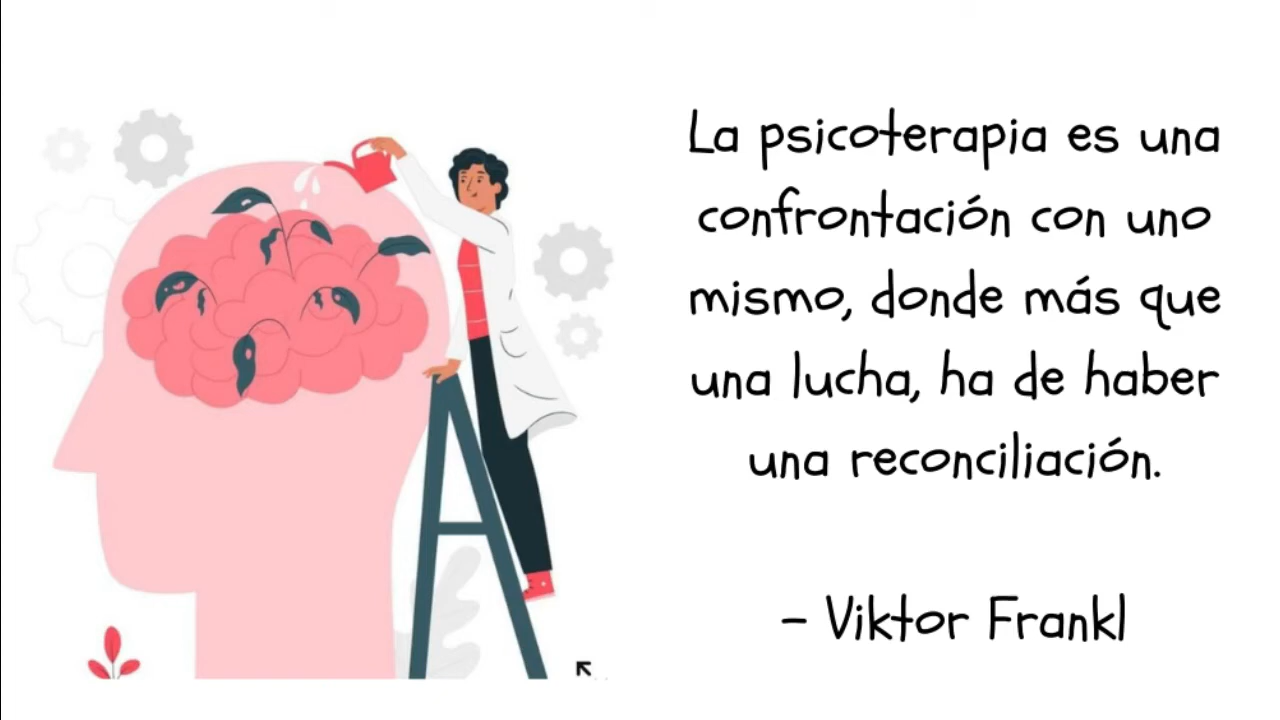 La psicoterapia es una
confrontación con uno
mismo, donde más que
una lucha, ha de haber
una reconciliación.
- Viktor Frankl